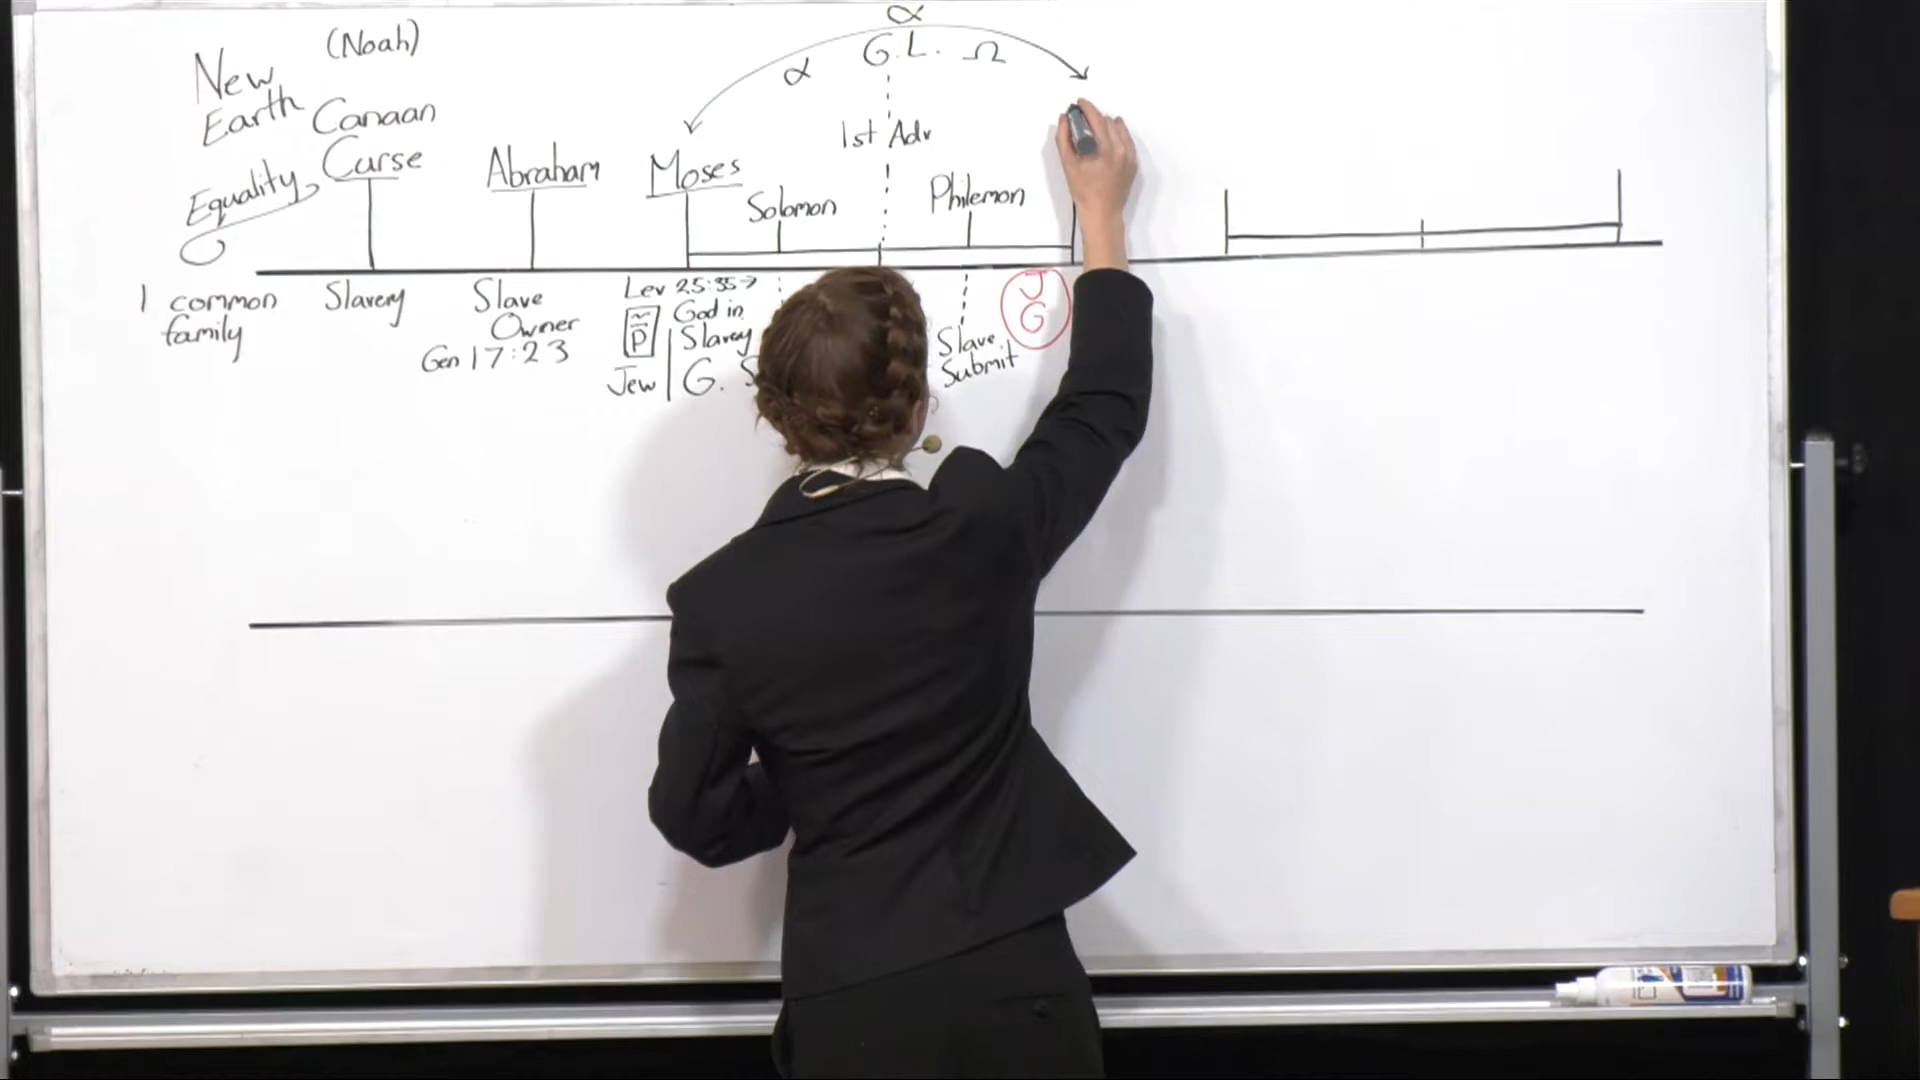 (Noah)
New
Earth
Canaan
Curse
Equality
Abraham
Moses
Solomon
α
α
G.L.
Ω
1st Adv
Philemon
1 common
family
Slavery
Slave
Owner
Gen 17:23
Lev 25:35→
P
God in
Slavery
Jew
G. S
Slave
Submit
J
G